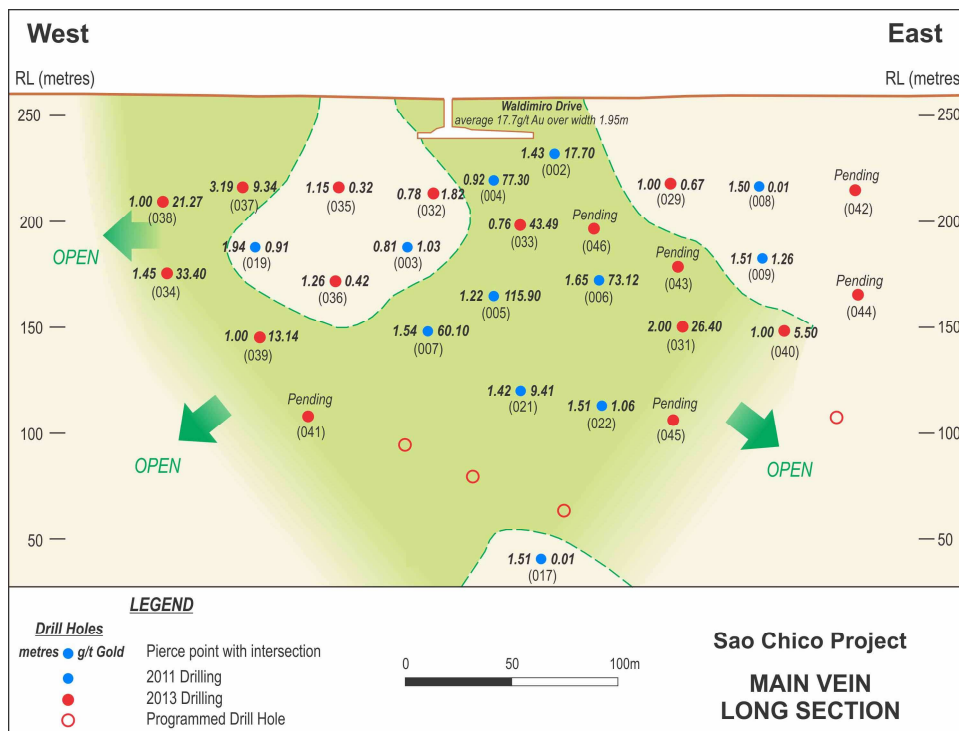 West
East
RL (metres)
RL (metres)
Waldimiro Drive
average 17.7g/t Au over width 1.95m
250
250
1.43 17.70
(002)
0.92 77.30
(004)
3.19 9.34
(037)
1.15 0.32
(035)
0.78 1.82
(032)
1.00 0.67
(029)
1.50 0.01
(008)
Pending
(042)
1.00 21.27
(038)
200
200
0.76 43.49
(033)
Pending
(046)
OPEN
1.94 0.91
(019)
0.81 1.03
(003)
1.51 1.26
(009)
Pending
(043)
1.45 33.40
(034)
1.26 0.42
(036)
1.65 73.12
(006)
1.22 115.90
(005)
(044)
150
150
1.00 13.14
(039)
1.54 60.10
(007)
2.00 26.40
(031)
1.00 5.50
(040)
1.42 9.41
(021)
1.51 1.06
(022)
Pending
(041)
Pending
(045)
100
100
OPEN
OPEN
50
50
1.51 0.01
(017)
LEGEND
Drill Holes
metres g/t Gold Pierce point with intersection
2011 Drilling
2013 Drilling
Programmed Drill Hole
0 50 100m
Sao Chico Project
MAIN VEIN
LONG SECTION